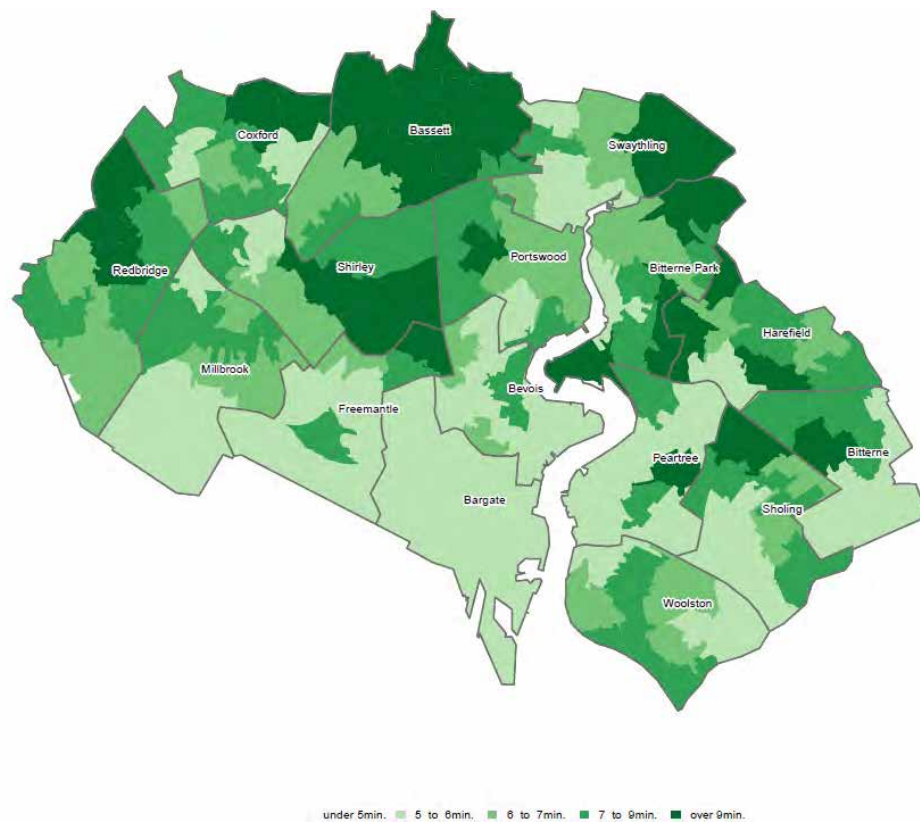 Coxford
Bassett
Swaythling
Portswood
Shirley
Bitterne Park
Redbridge
Harefield
Millbrook
Bevois
Freemantle
Peartree
Bitterne
Bargate
Sholing
Woolston
under 5min. 5 to 6min. 6 to 7min. 7 to 9min. over 9min.